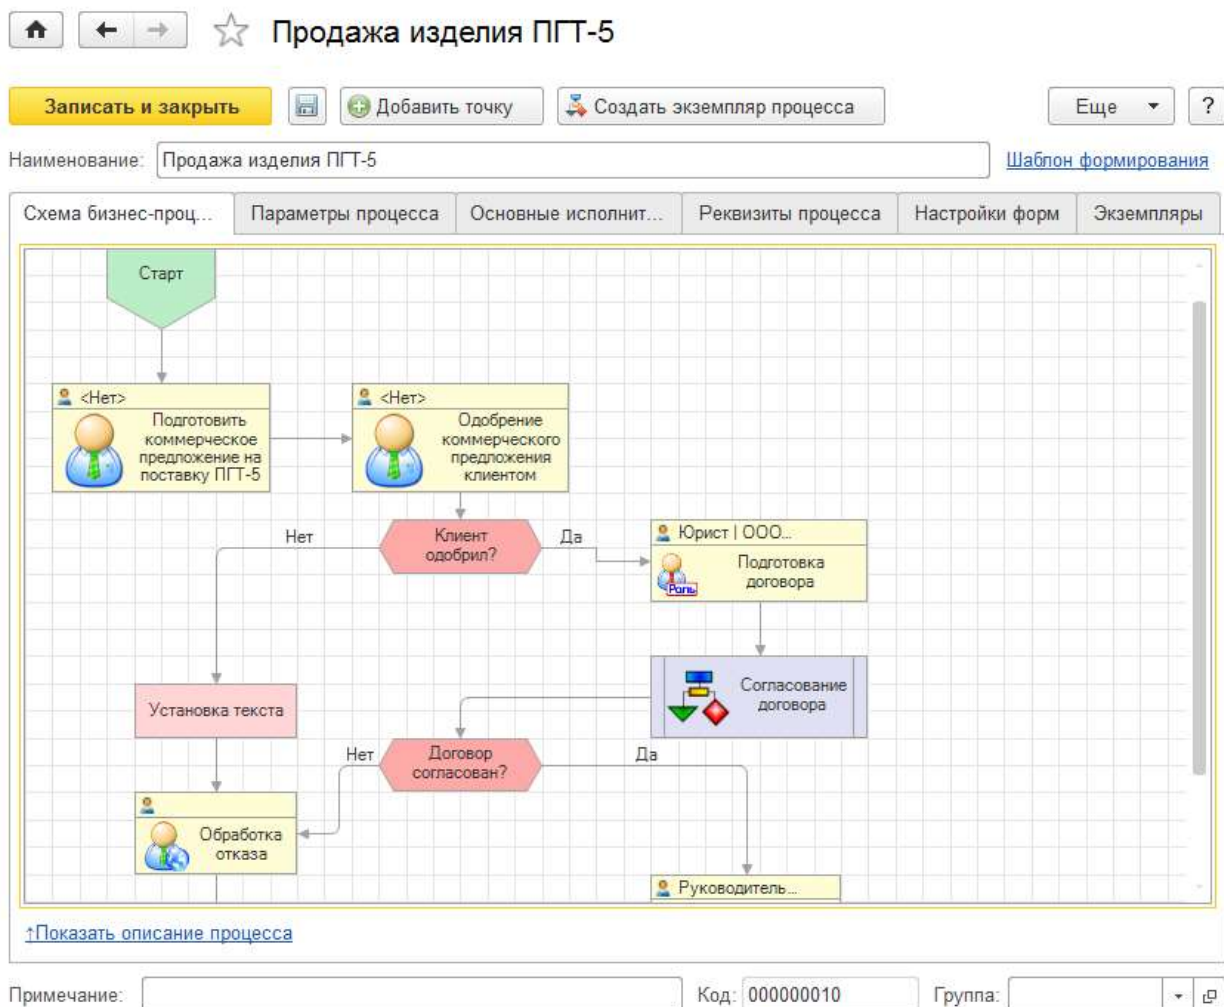 Продажа изделия ПГТ-5
Записать и закрыть
Добавить точку
Создать экземпляр процесса
Еще
?
Наименование:
Продажа изделия ПГТ-5
Шаблон формирования
Схема бизнес-проц...
Параметры процесса
Основные исполнит...
Реквизиты процесса
Настройки форм
Экземпляры
Старт
<Нет>
Подготовить
коммерческое
предложение на
поставку ПГТ-5
<Нет>
Одобрение
коммерческого
предложения
клиентом
Нет
Клиент
одобрил?
Да
Юрист | ООО...
Роль
Подготовка
договора
Установка текста
Согласование
договора
Нет
Договор
согласован?
Да
Обработка
отказа
Руководитель...
↑Показать описание процесса
Примечание:
Код: 000000010
Группа: